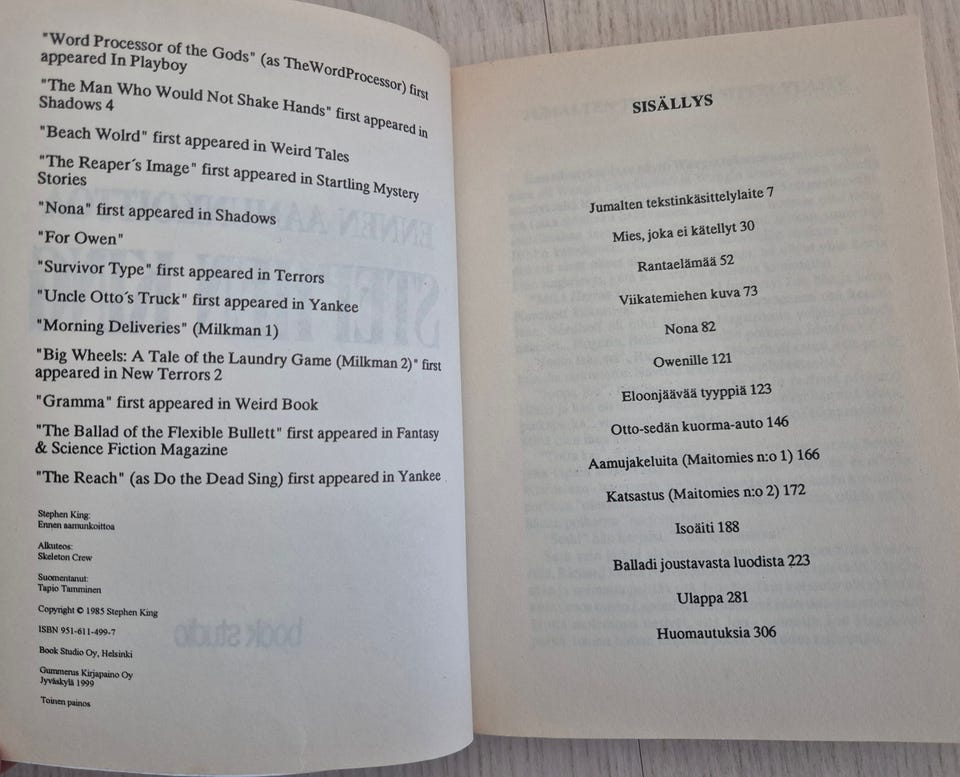 "Word Processor of the Gods" (as TheWordProcessor) first
appeared In Playboy
"The Man Who Would Not Shake Hands" first appeared in
Shadows 4
"Beach Wolrd" first appeared in Weird Tales
"The Reaper´s Image" first appeared in Startling Mystery
Stories
"Nona" first appeared in Shadows
"For Owen"
"Survivor Type" first appeared in Terrors
"Uncle Otto´s Truck" first appeared in Yankee
"Morning Deliveries" (Milkman 1)
"Big Wheels: A Tale of the Laundry Game (Milkman 2)" first
appeared in New Terrors 2
"Gramma" first appeared in Weird Book
"The Ballad of the Flexible Bullett" first appeared in Fantasy
& Science Fiction Magazine
"The Reach" (as Do the Dead Sing) first appeared in Yankee
Stephen King:
Ennen aamunkoittoa
Alkuteos:
Skeleton Crew
Suomentanut:
Tapio Tamminen
Copyright © 1985 Stephen King
ISBN 951-611-499-7
Book Studio Oy, Helsinki
Gummerus Kirjapaino Oy
Jyväskylä 1999
Toinen painos
SISÄLLYS
Jumalten tekstinkäsittelylaite 7
Mies, joka ei kätellyt 30
Rantaelämää 52
Viikatemiehen kuva 73
Nona 82
Owenille 121
Eloonjäävää tyyppiä 123
Otto-sedän kuorma-auto 146
Aamujakeluita (Maitomies n:o 1) 166
Katsastus (Maitomies n:o 2) 172
Isoäiti 188
Balladi joustavasta luodista 223
Ulappa 281
Huomautuksia 306